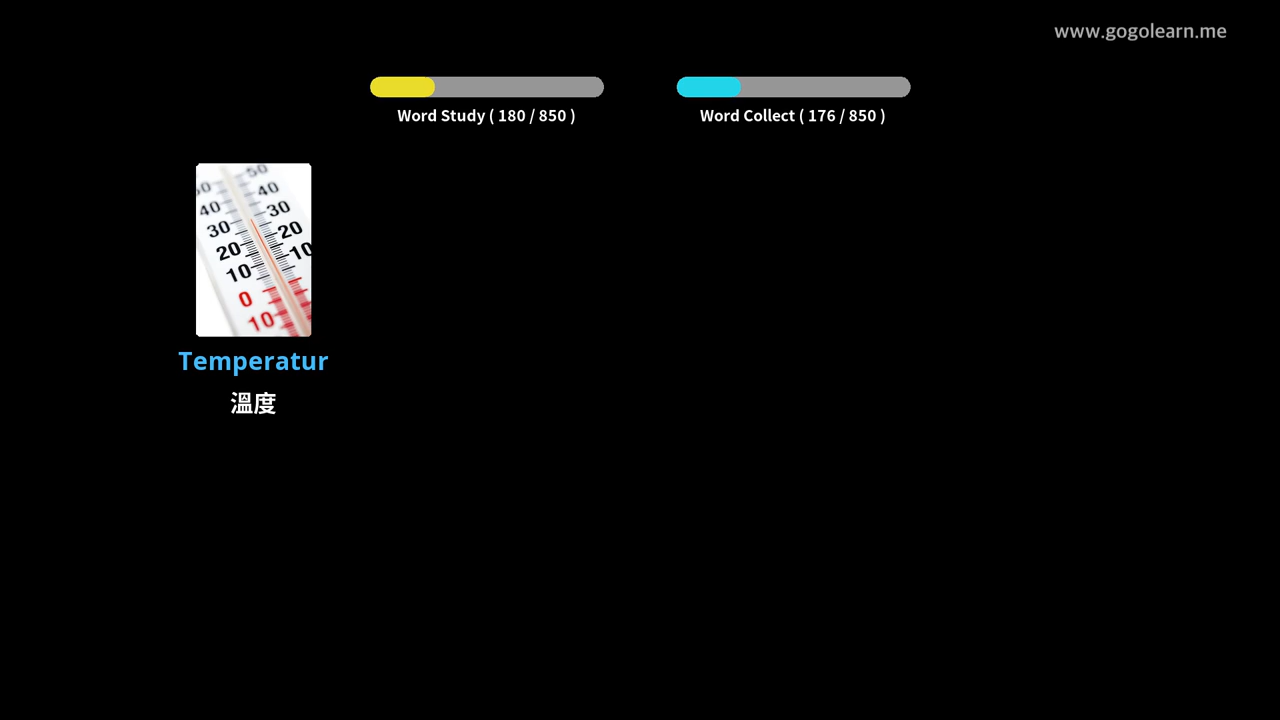 www.gogolearn.me
Word Study ( 180 / 850 )
Word Collect ( 176 / 850 )
50
40
40
30
30
20
20
10
10
0
10
Temperatur
溫度